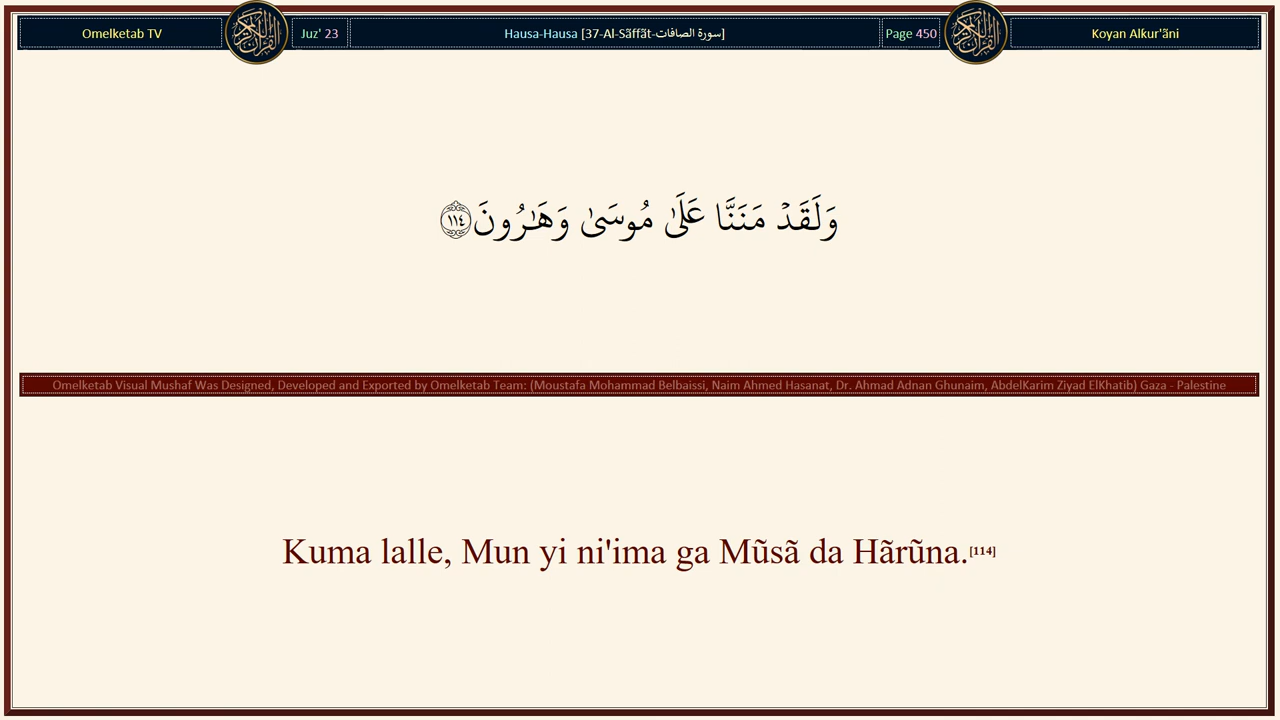 Omelketab TV
Juz' 23
Hausa-Hausa [37-Al-Sãffãt-سورة الصافات]
Page 450
Koyan Alƙur'ãni
وَلَقَدۡ مَنَنَّا عَلَىٰ مُوسَىٰ وَهَٰرُونَ ١١٤
Omelketab Visual Mushaf Was Designed, Developed and Exported by Omelketab Team: (Moustafa Mohammad Belbaissi, Naim Ahmed Hasanat, Dr. Ahmad Adnan Ghunaim, AbdelKarim Ziyad ElKhatib) Gaza - Palestine
Kuma lalle, Mun yi ni'ima ga Mũsã da Hãrũna.[114]